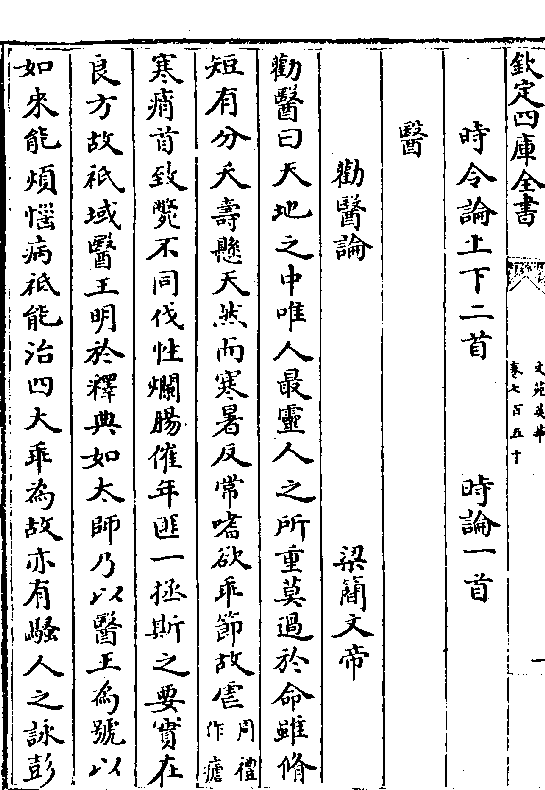 欽定四庫全書
文苑英華
卷七百五十
一
時令論上下二首 時論一首
醫
勸醫論 梁簡文帝
勸醫曰天地之中唯人最靈人之所重莫過於命雖脩
短有分夭壽懸天然而寒暑反常嗜欲乖節故虐周禮作瘧
寒痟首致斃不同伐性爛腸催年匪一拯斯之要實在
良方故祇域醫王明於釋典如大師乃以醫王為號以
如來能煩惱病祗能治四大乖為故亦有騷人之詠彭